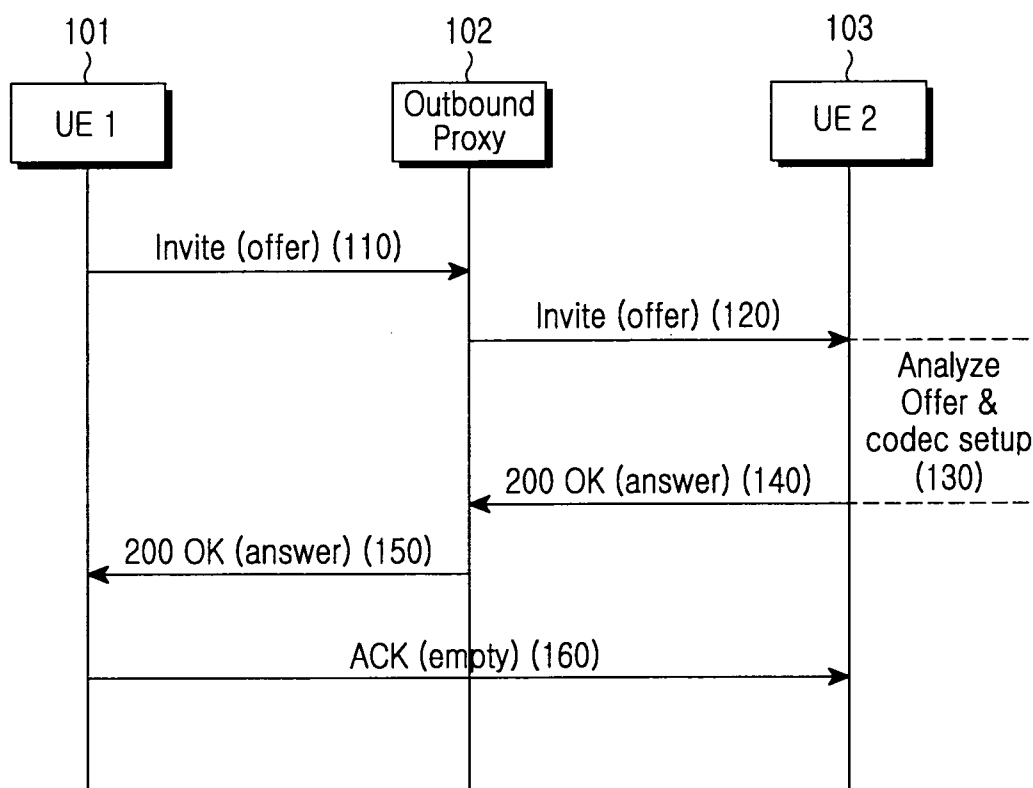 101
102
103
UE 1
Outbound
Proxy
UE 2
Invite (offer) (110)
Invite (offer) (120)
Analyze
Offer &
codec setup
(130)
200 OK (answer) (140)
200 OK (answer) (150)
ACK (empty) (160)